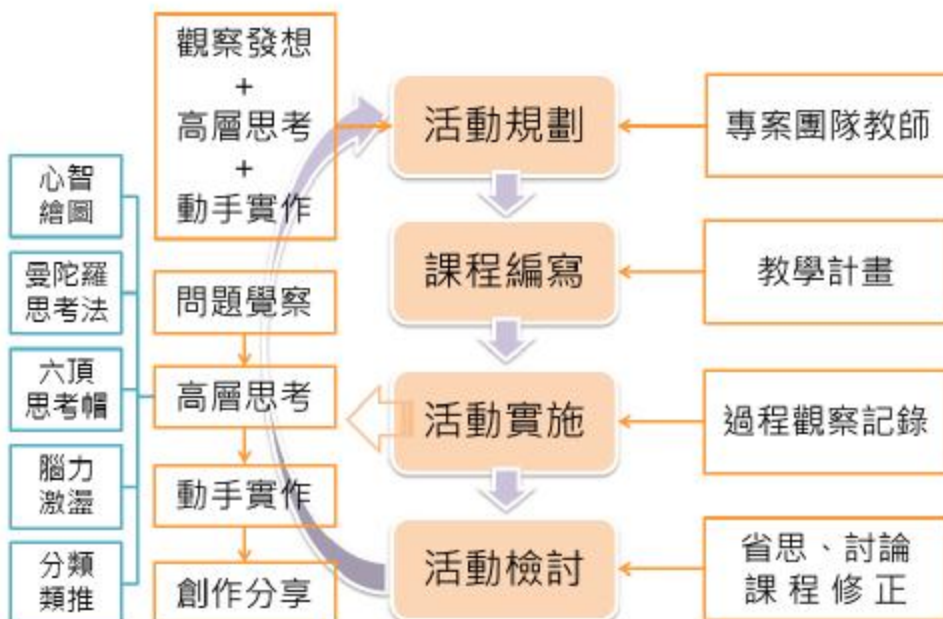 觀察發想
+
高層思考
+
動手實作
活動規劃
專案團隊教師
心智
繪圖
曼陀羅
思考法
六頂
思考帽
腦力
激盪
分類
類推
問題覺察
高層思考
動手實作
創作分享
課程編寫
教學計畫
活動實施
過程觀察記錄
活動檢討
省思、討論
課程修正